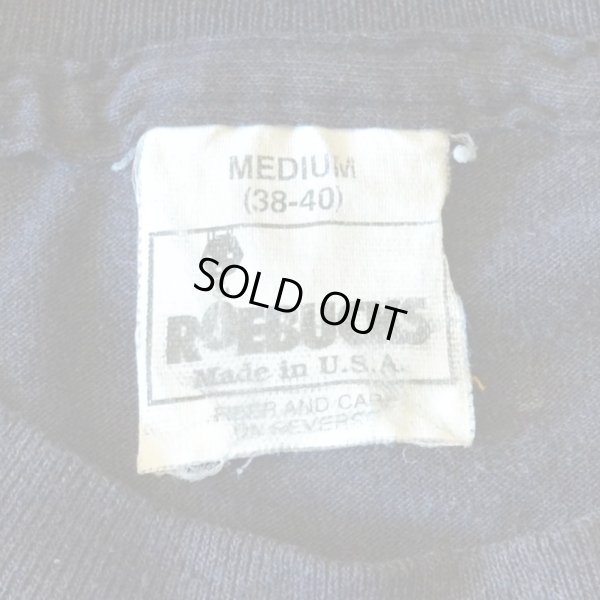 MEDIUM
(38-40)
SOLD OUT
ROEBUCKS
Made in U.S.A.
FIBER AND CARE
ON REVERSE